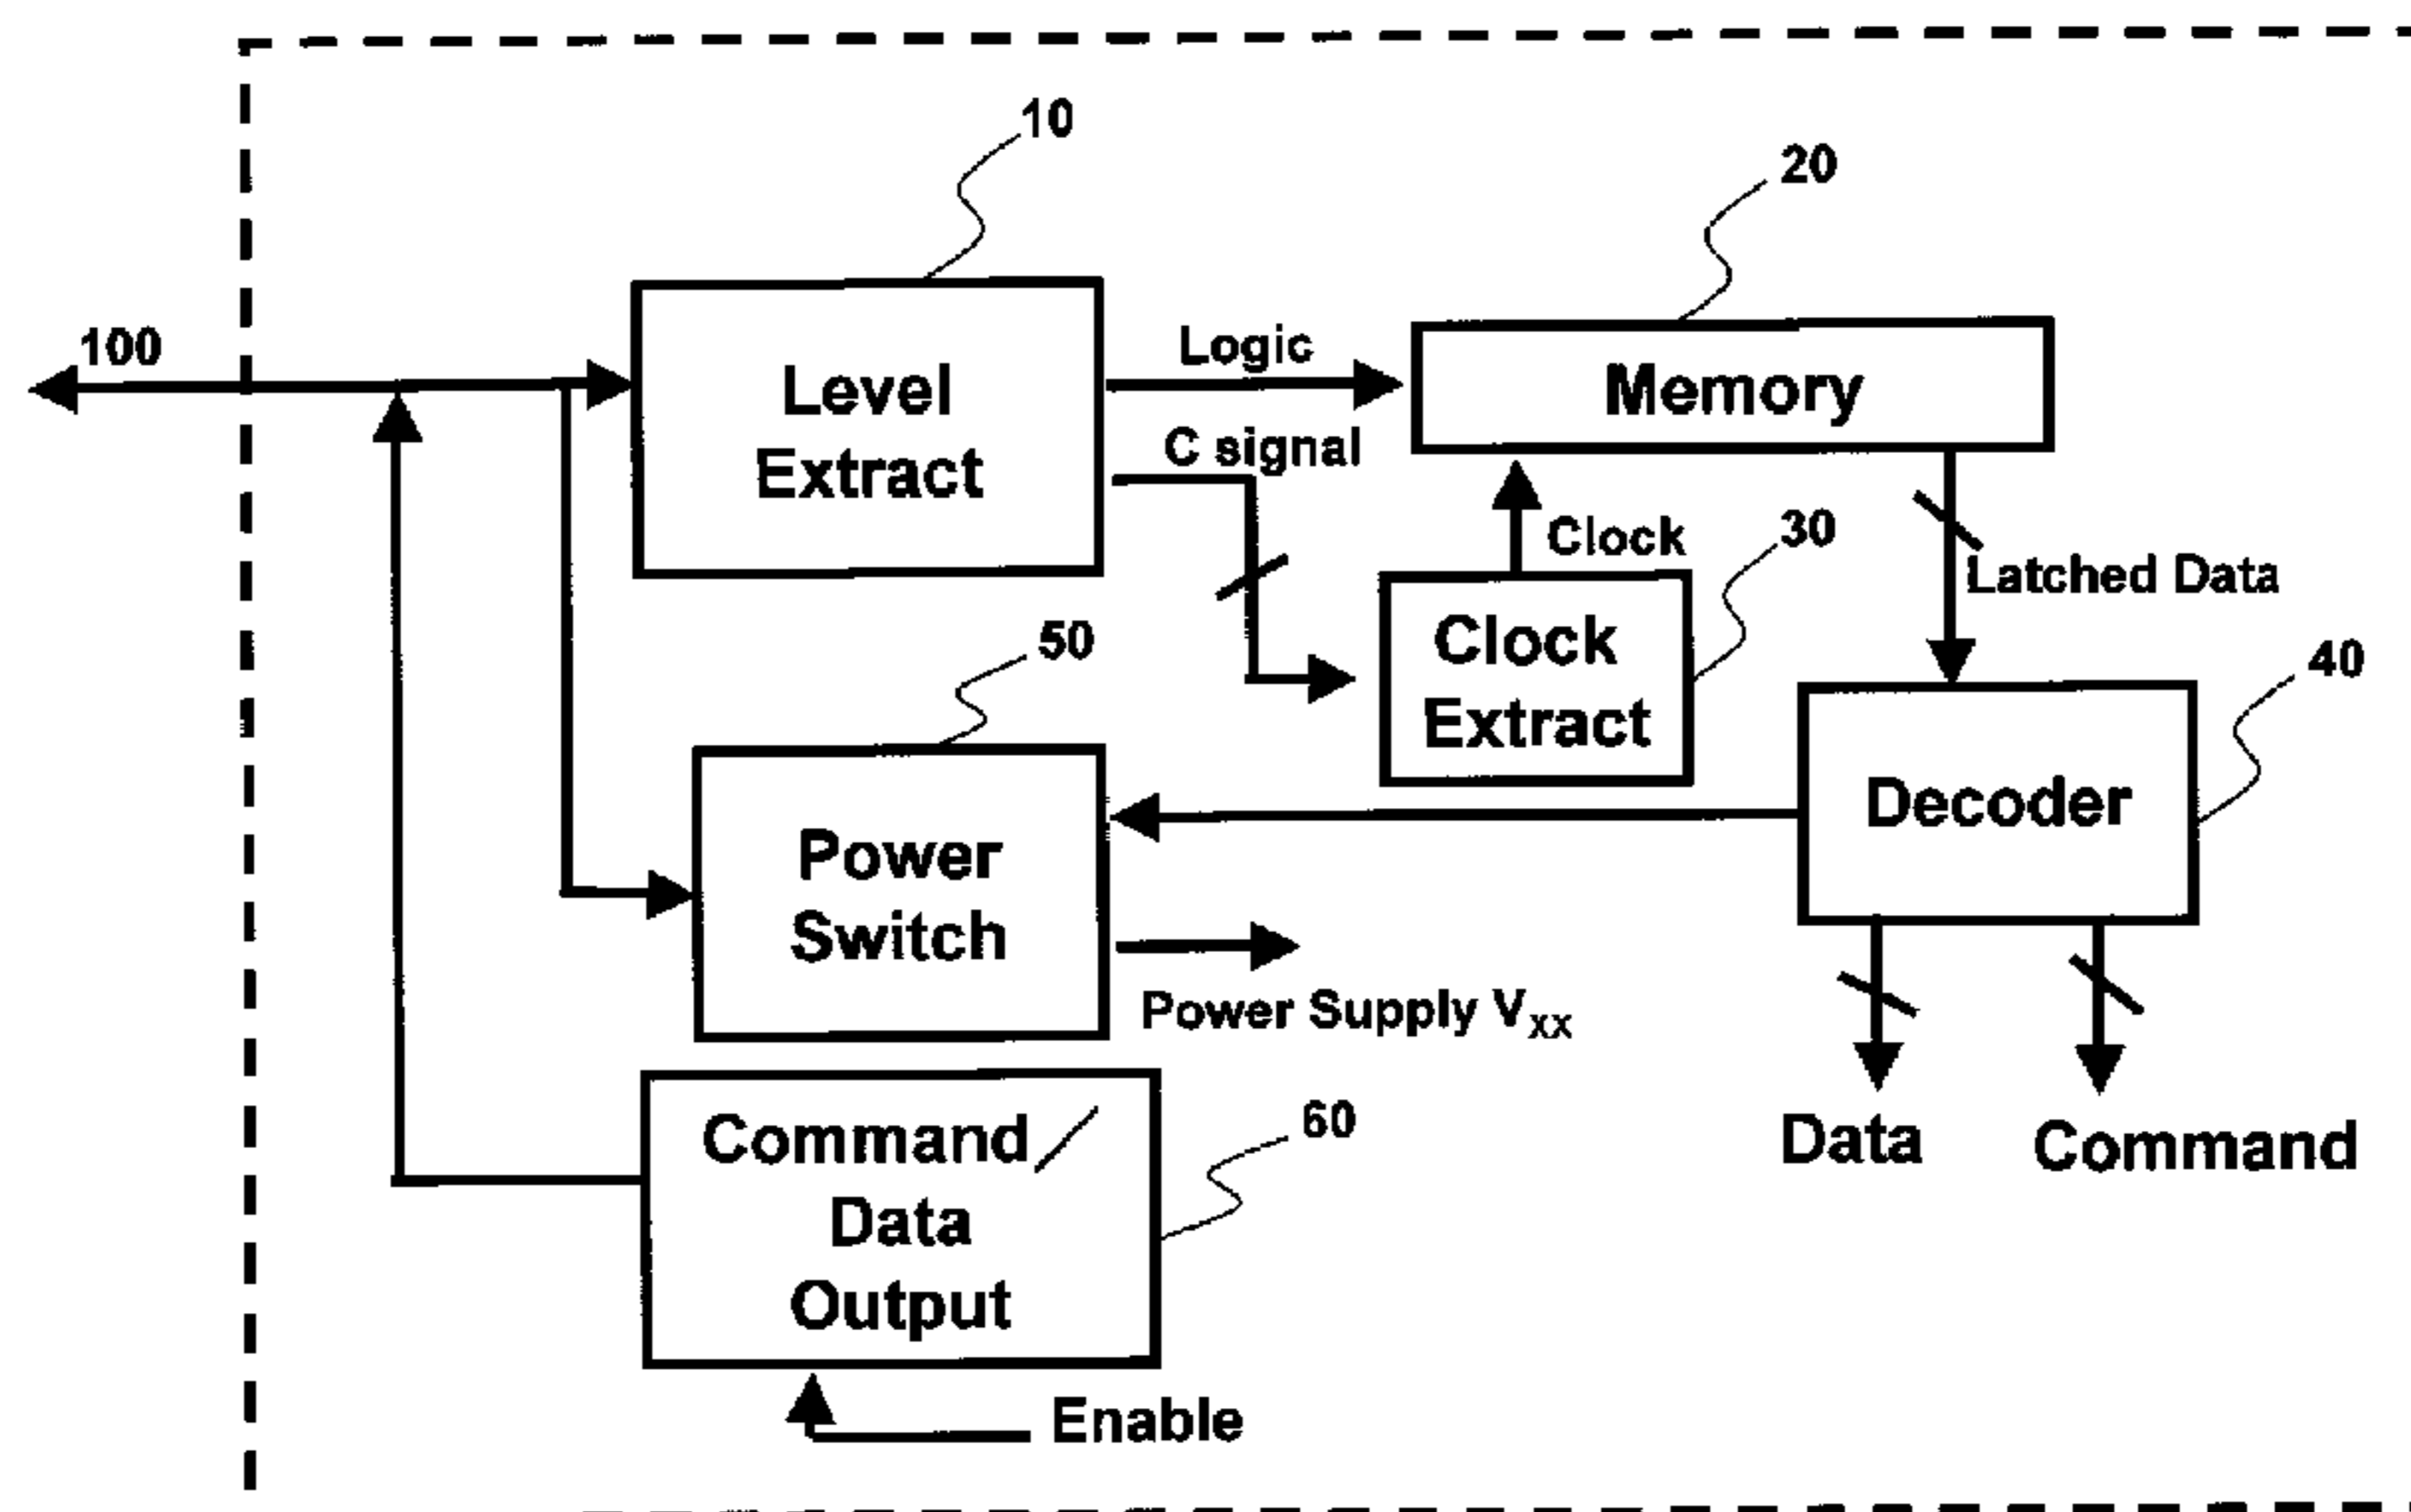 10
20
100
Logic
Level
Extract
Memory
C signal
Clock
30
Latched Data
Clock
Extract
50
40
Decoder
Power
Switch
Power Supply VXX
Command/
Data
Output
60
Data
Command
Enable